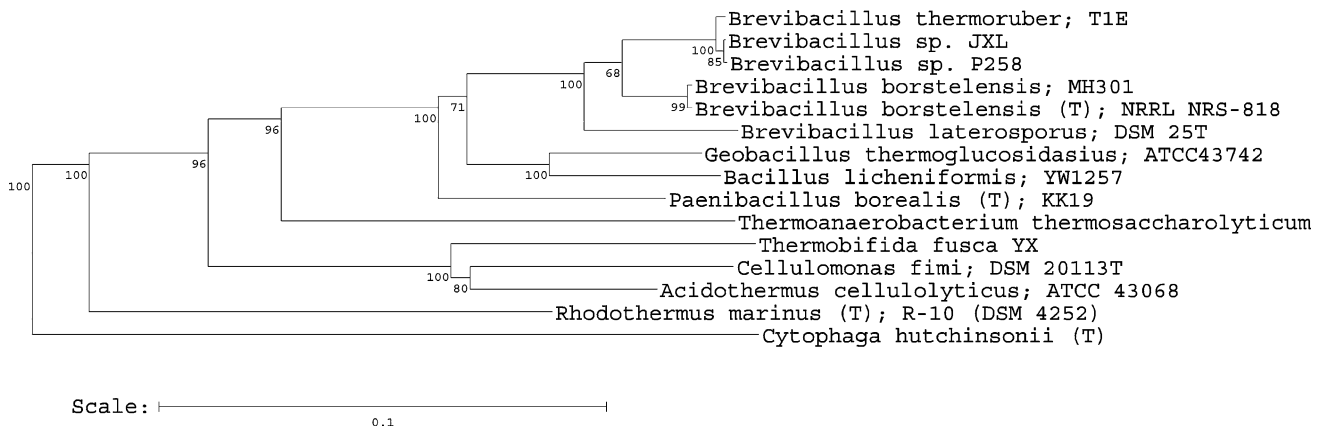 Brevibacillus thermoruber; T1E
Brevibacillus sp. JXL
100
85
Brevibacillus sp. P258
68
100
Brevibacillus borstelensis; MH301
99
Brevibacillus borstelensis (T); NRRL NRS-818
71
100
96
Brevibacillus laterosporus; DSM 25T
Geobacillus thermoglucosidasius; ATCC43742
96
100
100
100
Bacillus licheniformis; YW1257
Paenibacillus borealis (T); KK19
Thermoanaerobacterium thermosaccharolyticum
Thermobifida fusca YX
Cellulomonas fimi; DSM 20113T
100
80
Acidothermus cellulolyticus; ATCC 43068
Rhodothermus marinus (T); R-10 (DSM 4252)
Cytophaga hutchinsonii (T)
Scale:
0.1